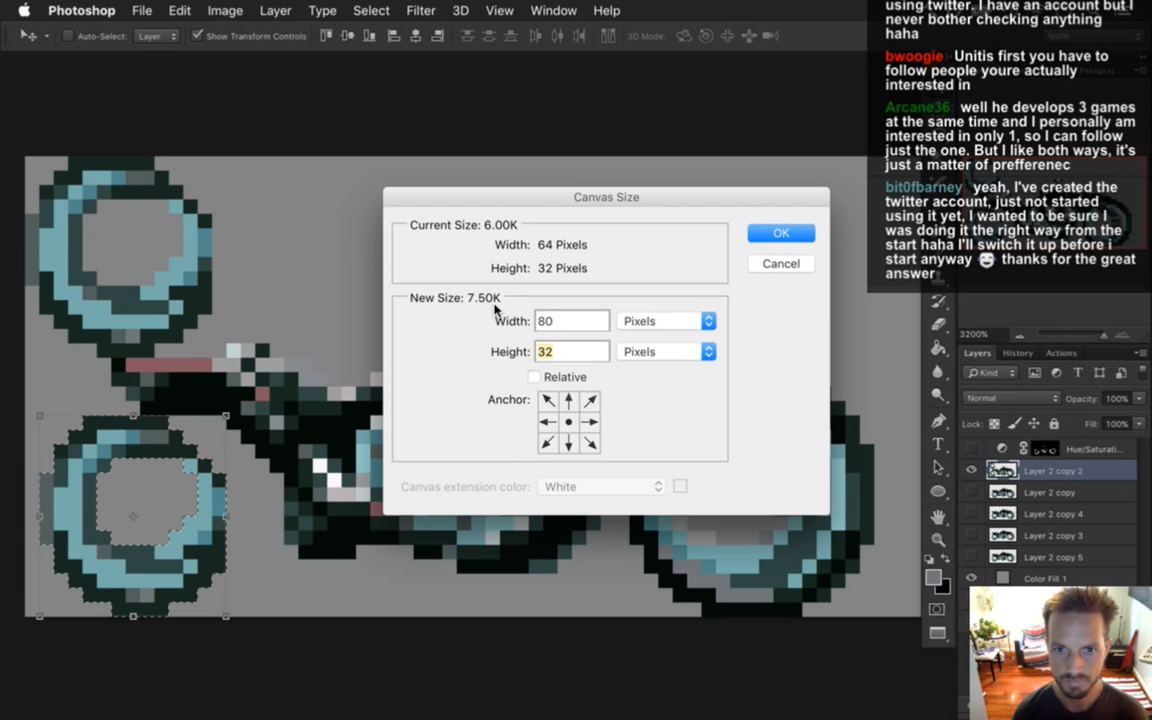 Photoshop File Edit Image Layer Type Select Filter 3D View Window Help
Auto-Select: Layer Show Transform Controls 3D Mode:
using twitter. I have an account but I
never bother checking anything
haha
bwoogie Unitis first you have to
follow people youre actually
interested in
Arcane36 well he develops 3 games
at the same time and I personally am
interested in only 1, so I can follow
just the one. But I like both ways, it's
just a matter of prefferenec
bit0fbarney yeah, I've created the
twitter account, just not started
using it yet, I wanted to be sure I
was doing it the right way from the
start haha I'll switch it up before i
start anyway thanks for the great
answer
Canvas Size
Current Size: 6.00K
Width: 64 Pixels
Height: 32 Pixels
OK
Cancel
New Size: 7.50K
Width: 80 Pixels
Height: 32 Pixels
Relative
Anchor:
Canvas extension color: White
3200%
Layers History Actions
Kind
Normal Opacity: 100%
Lock: Fill: 100%
Hue/Saturati...
Layer 2 copy 2
Layer 2 copy
Layer 2 copy 4
Layer 2 copy 3
Layer 2 copy 5
Color Fill 1